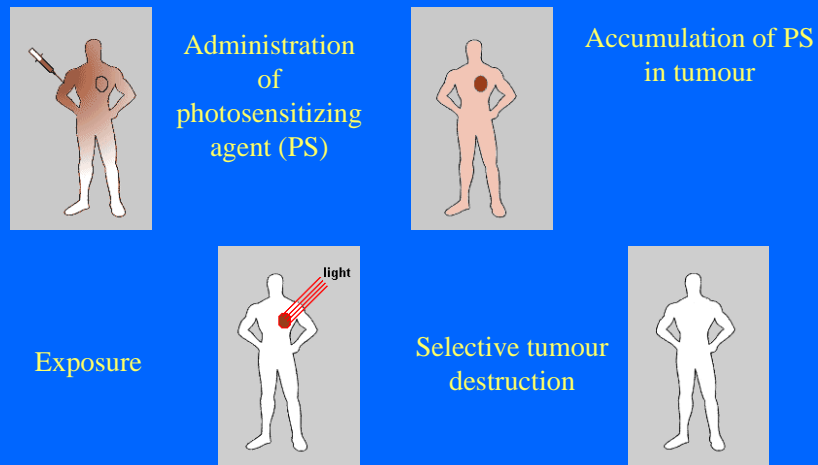 Administration
of
photosensitizing
agent (PS)
Accumulation of PS
in tumour
light
Exposure
Selective tumour
destruction